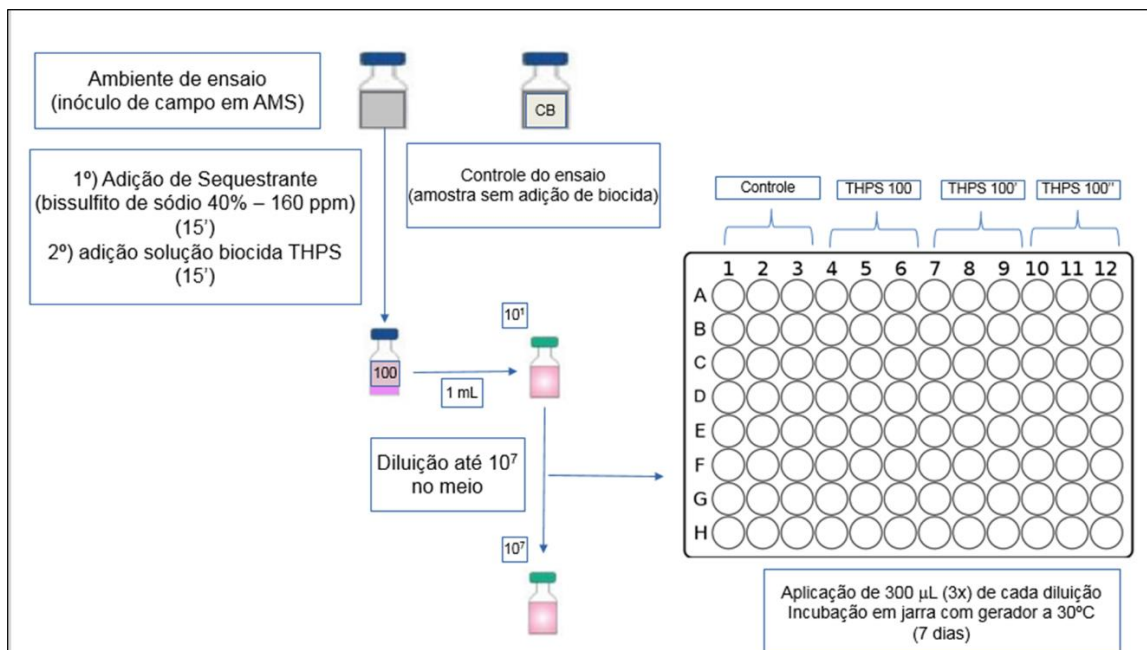 Ambiente de ensaio
(inóculo de campo em AMS)
CB
1º) Adição de Sequestrante
(bissulfito de sódio 40% – 160 ppm)
(15’)
2º) adição solução biocida THPS
(15’)
Controle do ensaio
(amostra sem adição de biocida)
100
1 mL
10¹
Diluição até 10⁷
no meio
10⁷
Controle
THPS 100
THPS 100'
THPS 100''
1 2 3 4 5 6 7 8 9 10 11 12
A
B
C
D
E
F
G
H
Aplicação de 300 µL (3x) de cada diluição
Incubação em jarra com gerador a 30ºC
(7 dias)